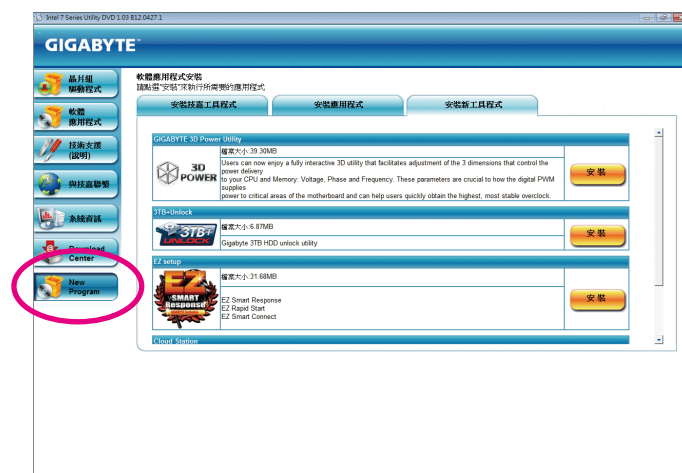 Intel 7 Series Utility DVD 1.03 B12.0427.1
GIGABYTE™
晶片組
驅動程式
軟體
應用程式
技術支援
(說明)
與技嘉聯繫
系統資訊
Download
Center
New
Program
軟體應用程式安裝
請點選"安裝"來執行所需要的應用程式
安裝技嘉工具程式
安裝應用程式
安裝新工具程式
GIGABYTE 3D Power Utility
3D
POWER
檔案大小:39.30MB
Users can now enjoy a fully interactive 3D utility that facilitates adjustment of the 3 dimensions that control the
power delivery
to your CPU and Memory: Voltage, Phase and Frequency. These parameters are crucial to how the digital PWM
supplies
power to critical areas of the motherboard and can help users quickly obtain the highest, most stable overclock.
安裝
3TB+Unlock
3TB+
UNLOCK
檔案大小:6.87MB
Gigabyte 3TB HDD unlock utility
安裝
EZ setup
EZ
SMART
Response
檔案大小:31.68MB
EZ Smart Response
EZ Rapid Start
EZ Smart Connect
安裝
Cloud Station